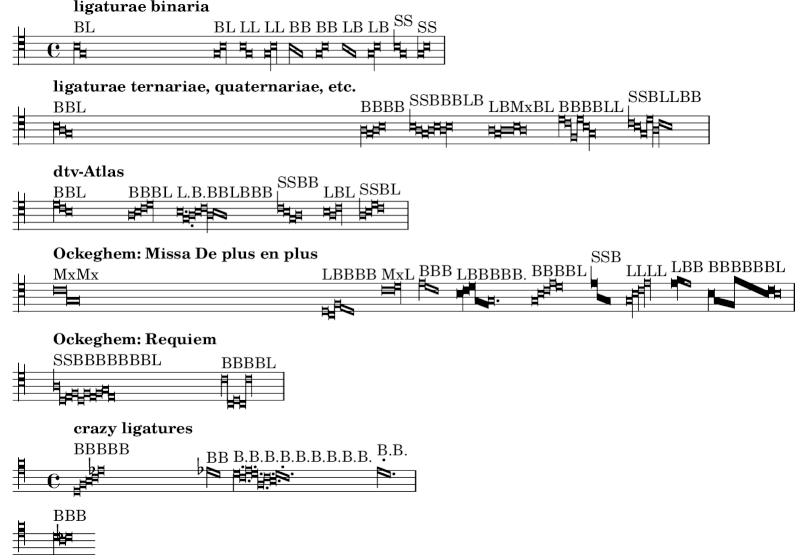 ligaturae binaria
BL BL LL LL BB BB LB LB SS SS
ligaturae ternariae, quaternariae, etc.
BBL BBBB SSBBBLB LBMxBL BBBBLL SSBLLBB
dtv-Atlas
BBL BBBL L.B.BBLBBB SSBB LBL SSBL
Ockeghem: Missa De plus en plus
MxMx LBBBB MxL BBB LBBBBB. BBBBL SSB LLLL LBB BBBBBBL
Ockeghem: Requiem
SSBBBBBBBL BBBBL
crazy ligatures
BBBBB BB B.B.B.B.B.B.B.B.B. B.B.
BBB